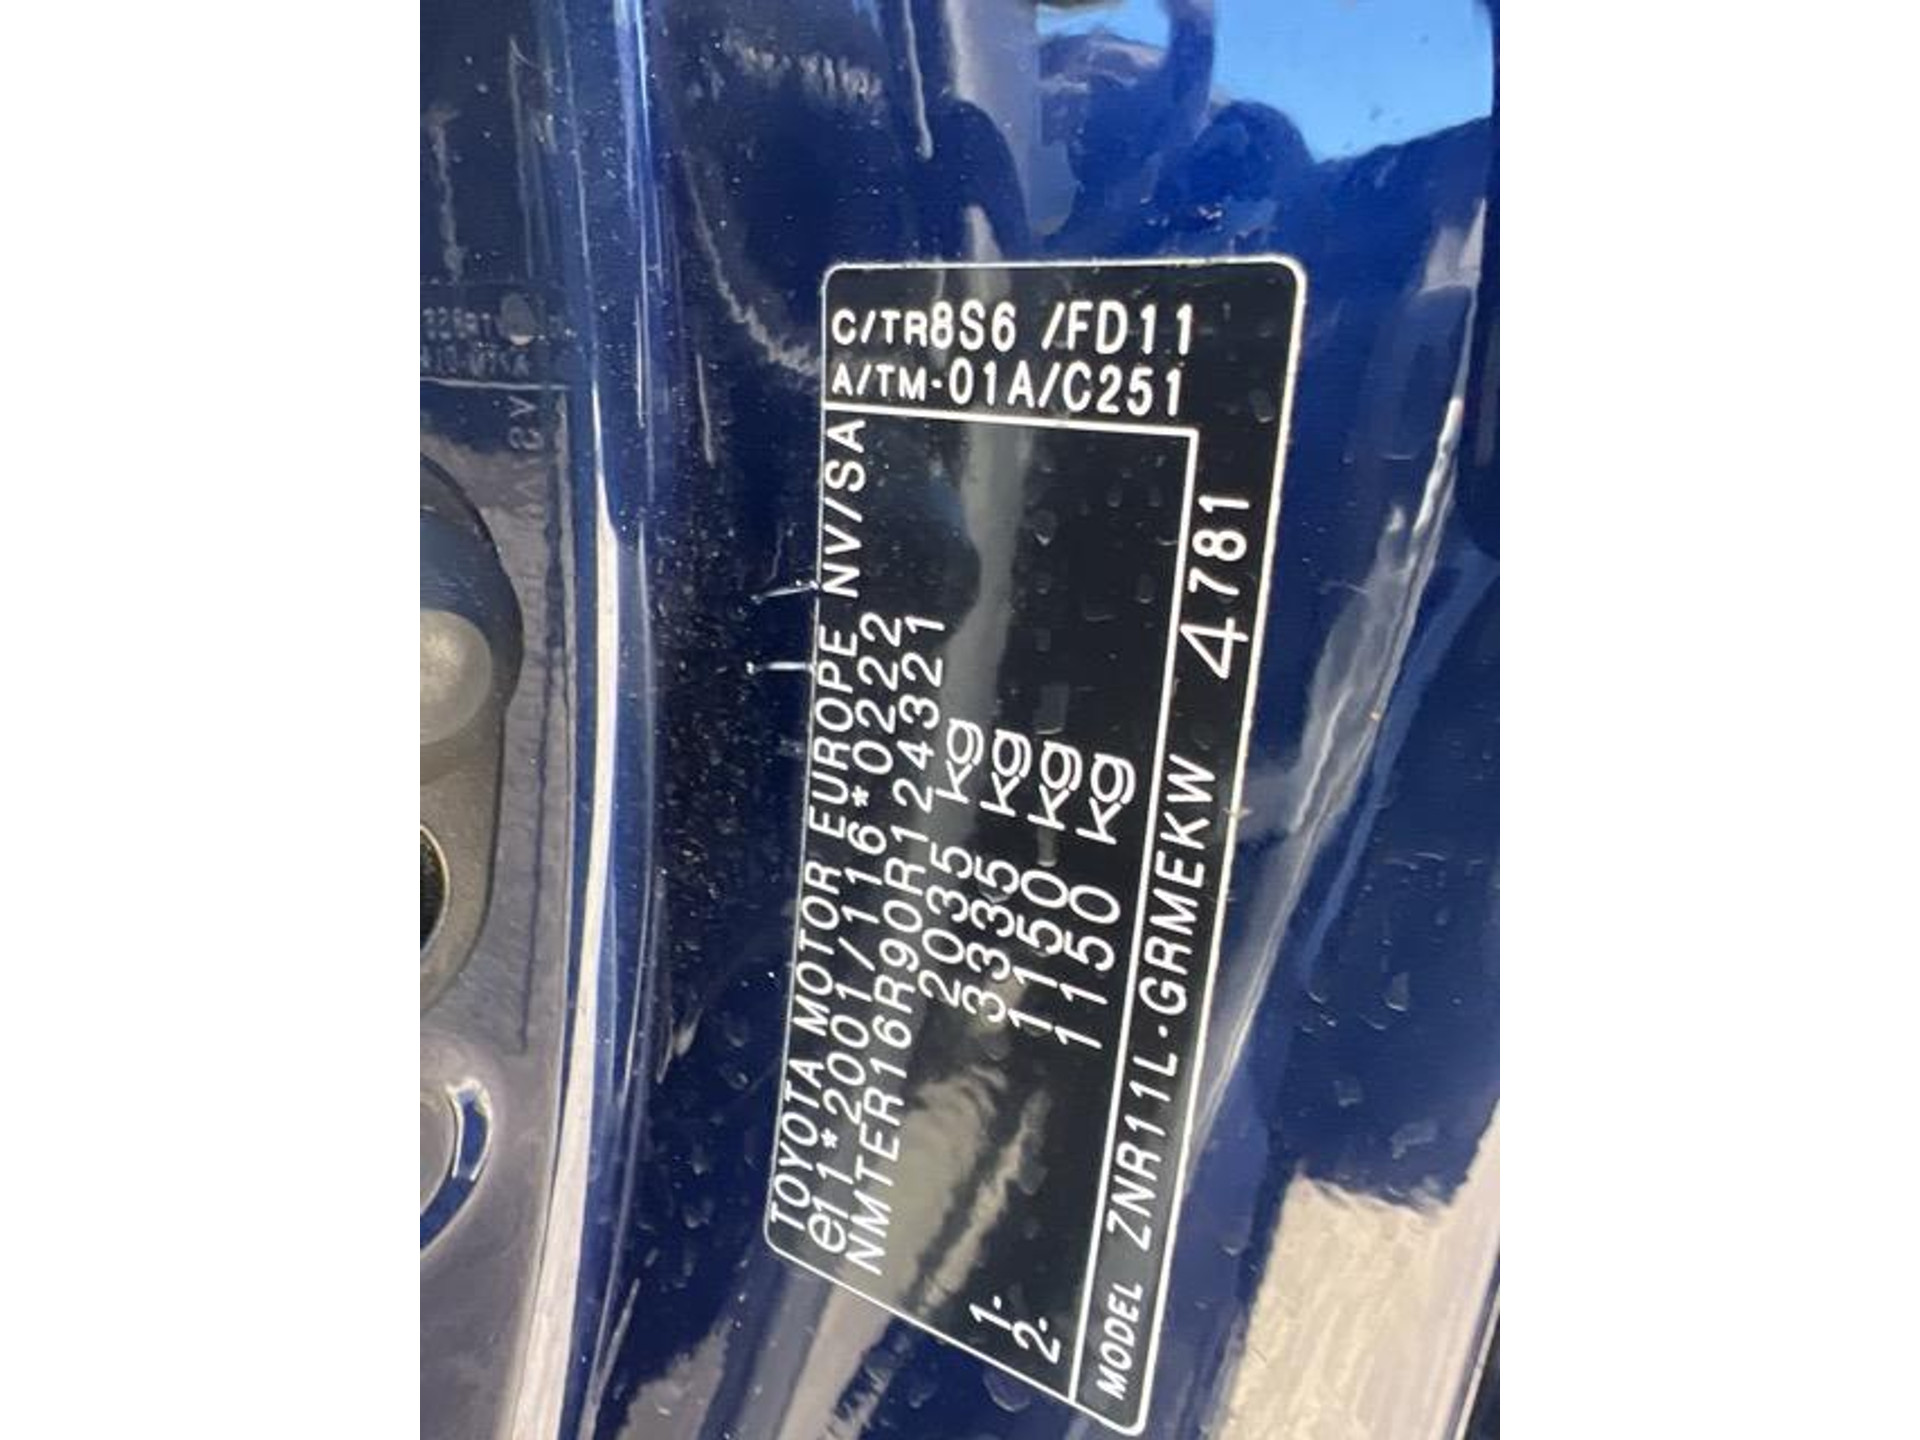 TOYOTA MOTOR EUROPE NV/SA
e11*2001/116*0222
NMTER16R90R124321
2035 kg
3335 kg
1- 1150 kg
2- 1150 kg
MODEL ZNR11L-GRMEKW 4781
C/TR8S6 /FD11
A/TM-01A/C251